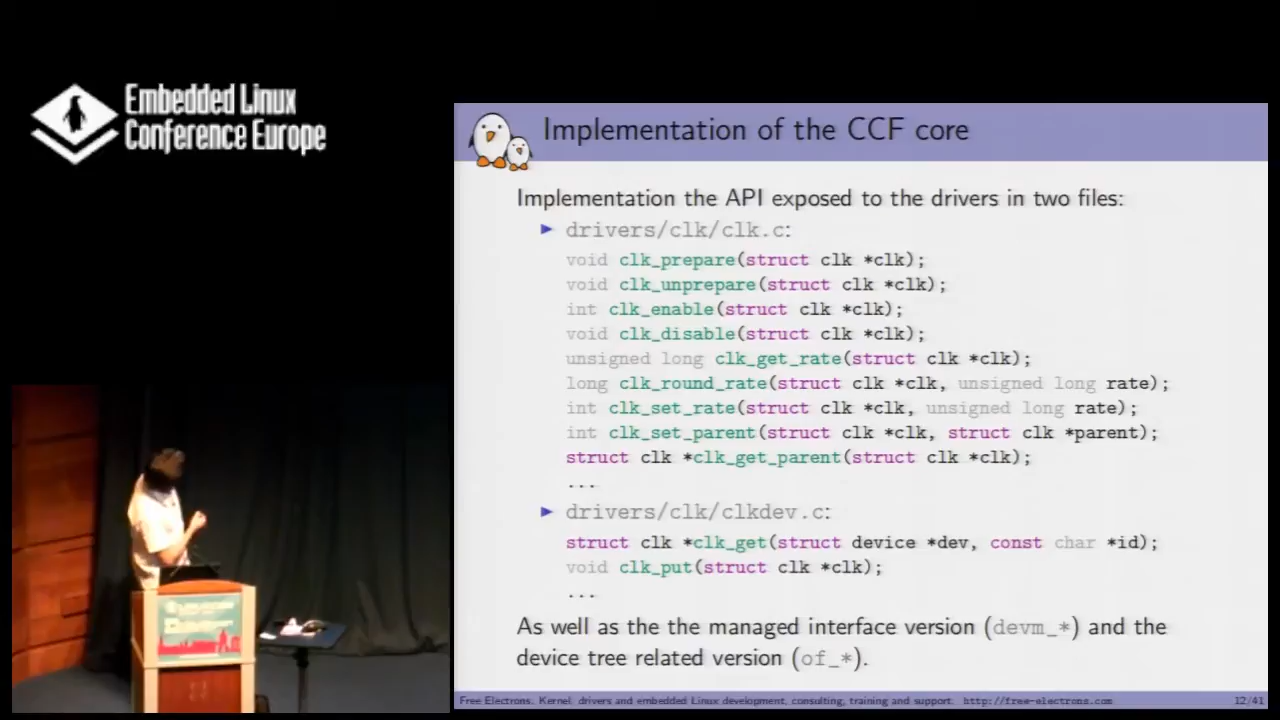 Embedded Linux
Conference Europe
Implementation of the CCF core
Implementation the API exposed to the drivers in two files:
drivers/clk/clk.c:
void clk_prepare(struct clk *clk);
void clk_unprepare(struct clk *clk);
int clk_enable(struct clk *clk);
void clk_disable(struct clk *clk);
unsigned long clk_get_rate(struct clk *clk);
long clk_round_rate(struct clk *clk, unsigned long rate);
int clk_set_rate(struct clk *clk, unsigned long rate);
int clk_set_parent(struct clk *clk, struct clk *parent);
struct clk *clk_get_parent(struct clk *clk);
...
drivers/clk/clkdev.c:
struct clk *clk_get(struct device *dev, const char *id);
void clk_put(struct clk *clk);
...
As well as the the managed interface version (devm_*) and the
device tree related version (of_*).
Free Electrons. Kernel, drivers and embedded Linux development, consulting, training and support. http://free-electrons.com 12/41